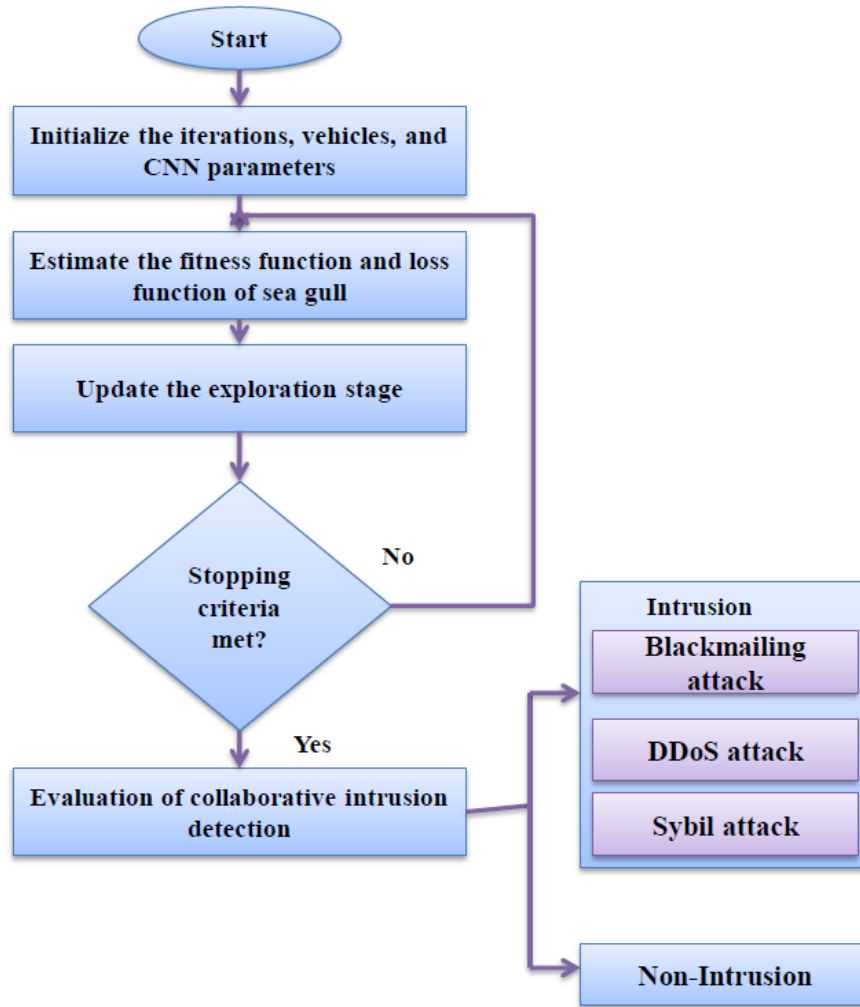 Start
Initialize the iterations, vehicles, and
CNN parameters
Estimate the fitness function and loss
function of sea gull
Update the exploration stage
Stopping
criteria
met?
No
Yes
Evaluation of collaborative intrusion
detection
Intrusion
Blackmailing
attack
DDoS attack
Sybil attack
Non-Intrusion